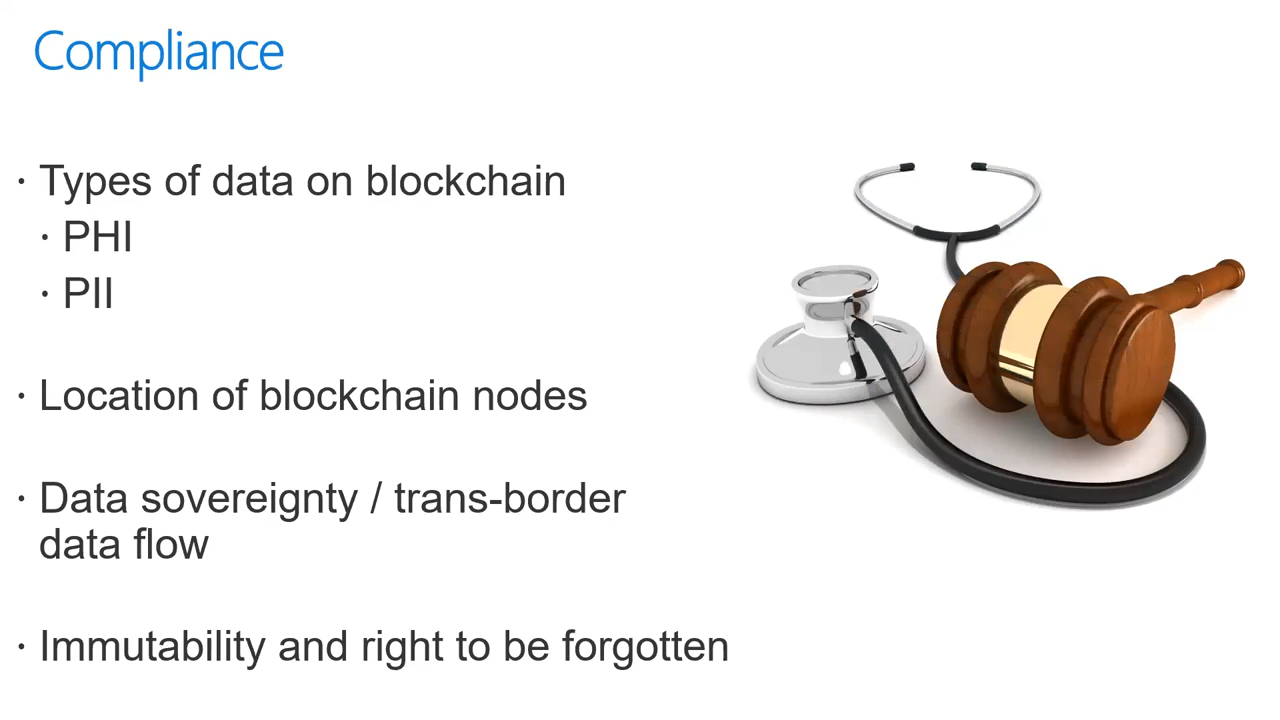 Compliance
· Types of data on blockchain
· PHI
· PII
· Location of blockchain nodes
· Data sovereignty / trans-border
data flow
· Immutability and right to be forgotten